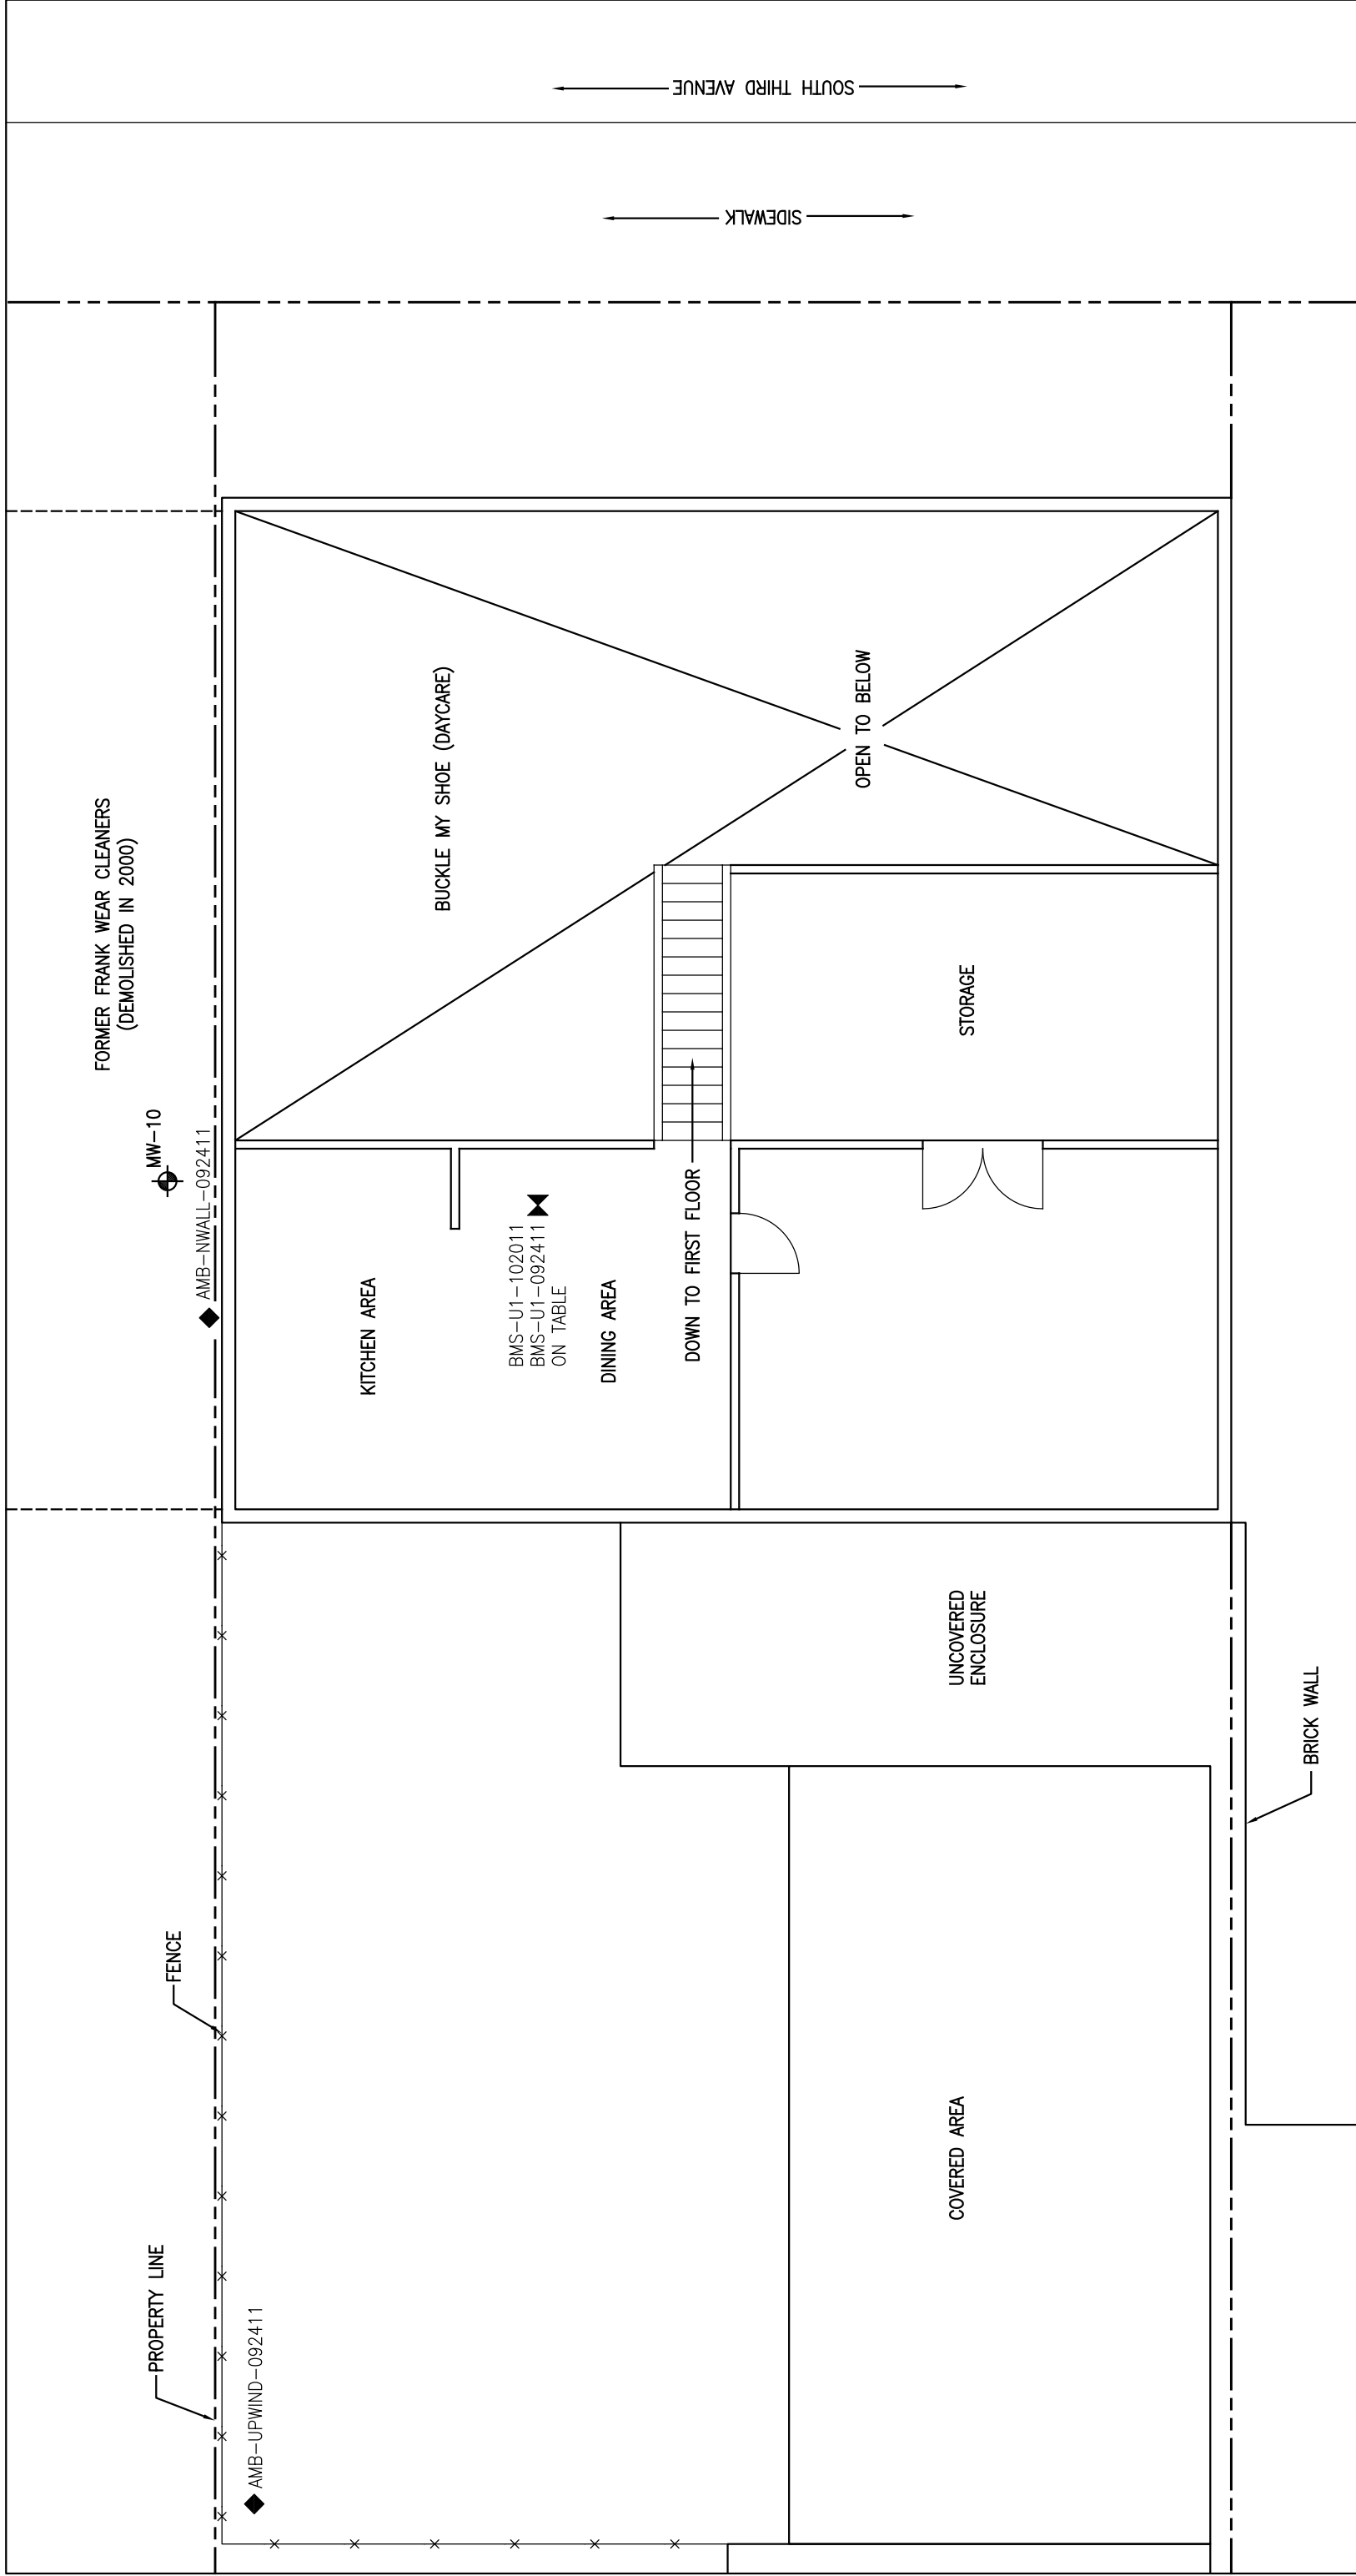 FORMER FRANK WEAR CLEANERS
(DEMOLISHED IN 2000)
MW-10
AMB-NWALL-092411
PROPERTY LINE
FENCE
AMB-UPWIND-092411
KITCHEN AREA
BUCKLE MY SHOE (DAYCARE)
BMS-U1-102011
BMS-U1-092411
ON TABLE
DINING AREA
DOWN TO FIRST FLOOR
OPEN TO BELOW
STORAGE
UNCOVERED
ENCLOSURE
COVERED AREA
BRICK WALL
SIDEWALK
SOUTH THIRD AVENUE